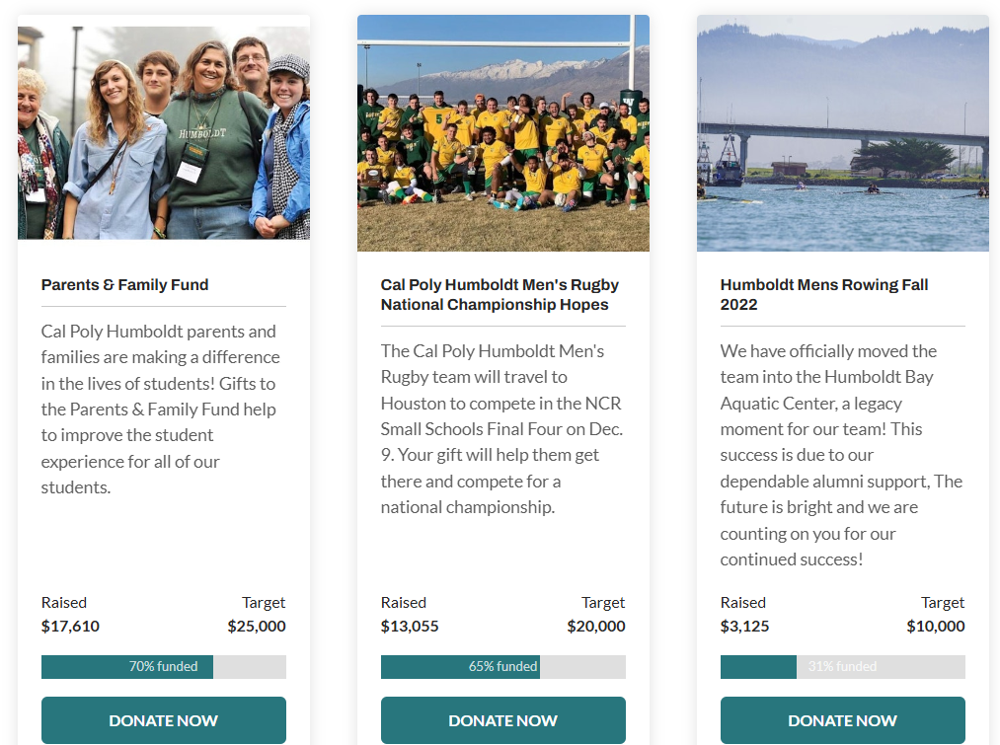 HUMBOLDT
5
W
Parents & Family Fund
Cal Poly Humboldt parents and
families are making a difference
in the lives of students! Gifts to
the Parents & Family Fund help
to improve the student
experience for all of our
students.
Raised
Target
$17,610
$25,000
70% funded
DONATE NOW
Cal Poly Humboldt Men's Rugby
National Championship Hopes
The Cal Poly Humboldt Men's
Rugby team will travel to
Houston to compete in the NCR
Small Schools Final Four on Dec.
9. Your gift will help them get
there and compete for a
national championship.
Raised
Target
$13,055
$20,000
65% funded
DONATE NOW
Humboldt Mens Rowing Fall
2022
We have officially moved the
team into the Humboldt Bay
Aquatic Center, a legacy
moment for our team! This
success is due to our
dependable alumni support, The
future is bright and we are
counting on you for our
continued success!
Raised
Target
$3,125
$10,000
31% funded
DONATE NOW